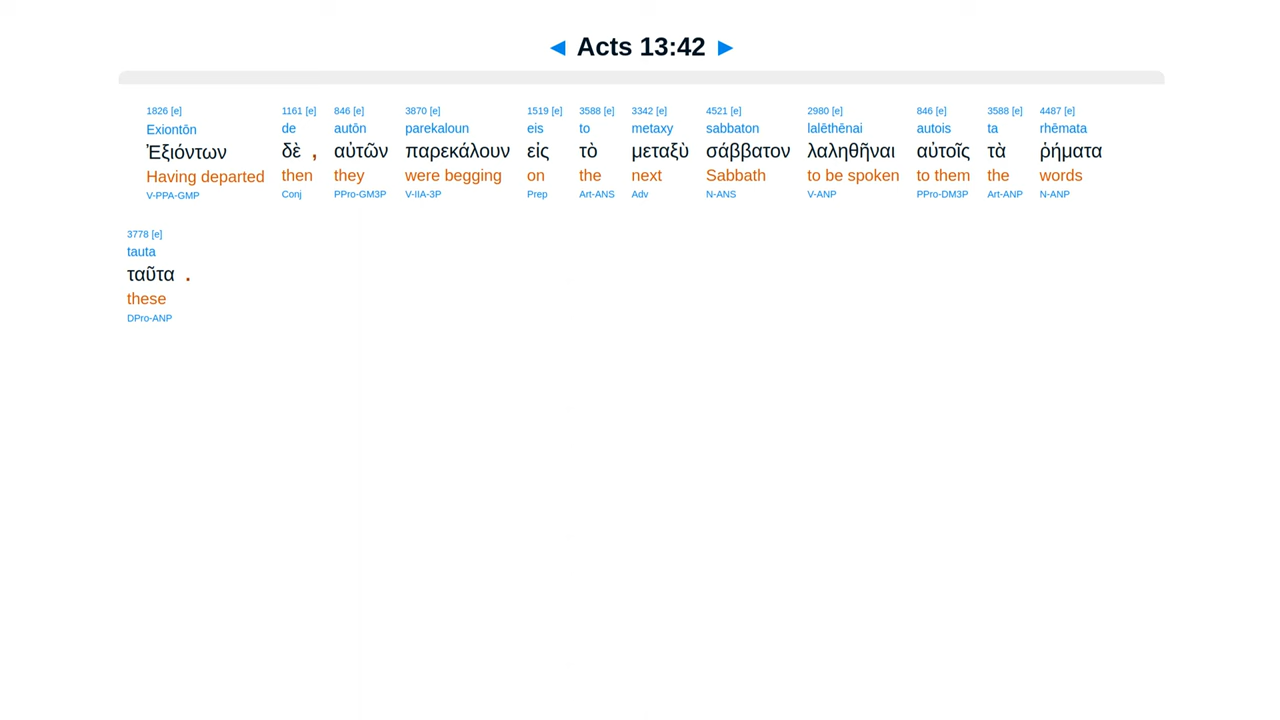 ◄ Acts 13:42 ►
1826 [e] 1161 [e] 846 [e] 3870 [e] 1519 [e] 3588 [e] 3342 [e] 4521 [e] 2980 [e] 846 [e] 3588 [e] 4487 [e]
Exiontōn de autōn parekaloun eis to metaxy sabbaton lalēthēnai autois ta rhēmata
Ἐξιόντων δὲ , αὐτῶν παρεκάλουν εἰς τὸ μεταξὺ σάββατον λαληθῆναι αὐτοῖς τὰ ῥήματα
Having departed then they were begging on the next Sabbath to be spoken to them the words
V-PPA-GMP Conj PPro-GM3P V-IIA-3P Prep Art-ANS Adv N-ANS V-ANP PPro-DM3P Art-ANP N-ANP
3778 [e]
tauta
ταῦτα .
these
DPro-ANP